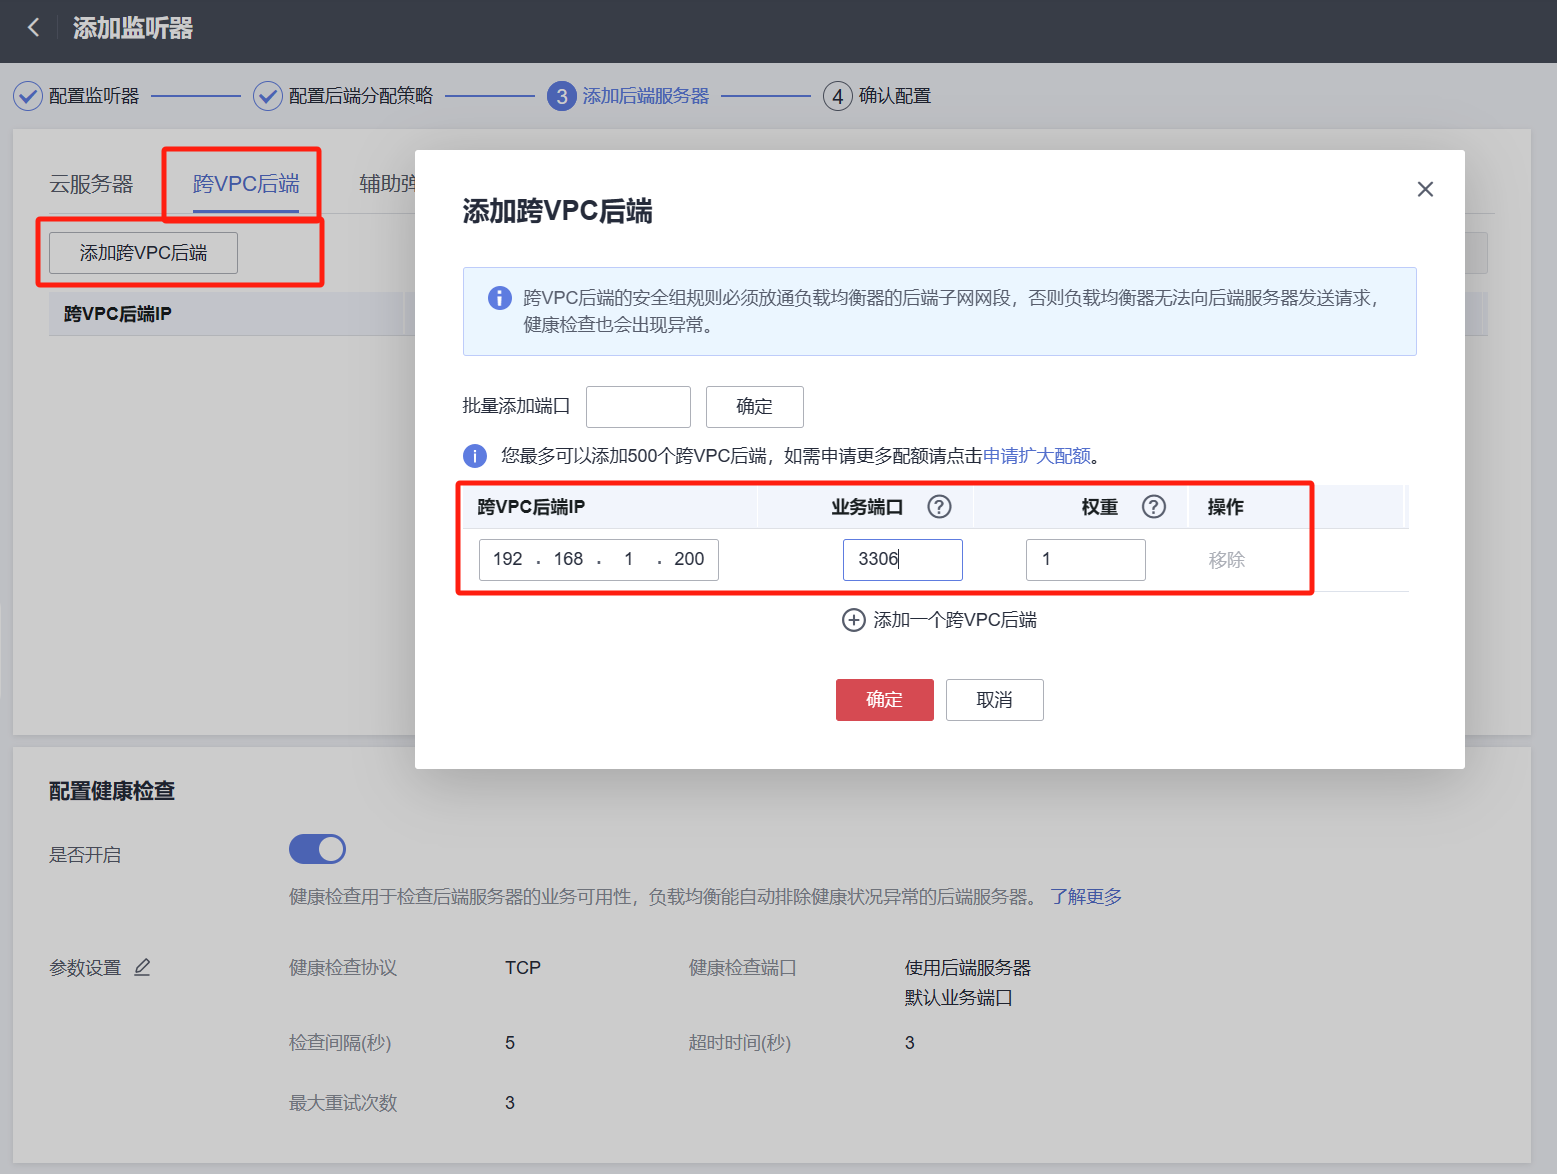 添加监听器
配置监听器
配置后端分配策略
3 添加后端服务器
4 确认配置
云服务器
跨VPC后端
辅助弹
添加跨VPC后端
跨VPC后端IP
添加跨VPC后端
跨VPC后端的安全组规则必须放通负载均衡器的后端子网网段，否则负载均衡器无法向后端服务器发送请求，
健康检查也会出现异常。
批量添加端口
确定
您最多可以添加500个跨VPC后端，如需申请更多配额请点击申请扩大配额。
跨VPC后端IP 业务端口 ? 权重 ? 操作
192 . 168 . 1 . 200 3306 1 移除
添加一个跨VPC后端
确定 取消
配置健康检查
是否开启
健康检查用于检查后端服务器的业务可用性，负载均衡能自动排除健康状况异常的后端服务器。 了解更多
参数设置
健康检查协议 TCP 健康检查端口 使用后端服务器
默认业务端口
检查间隔(秒) 5 超时时间(秒) 3
最大重试次数 3